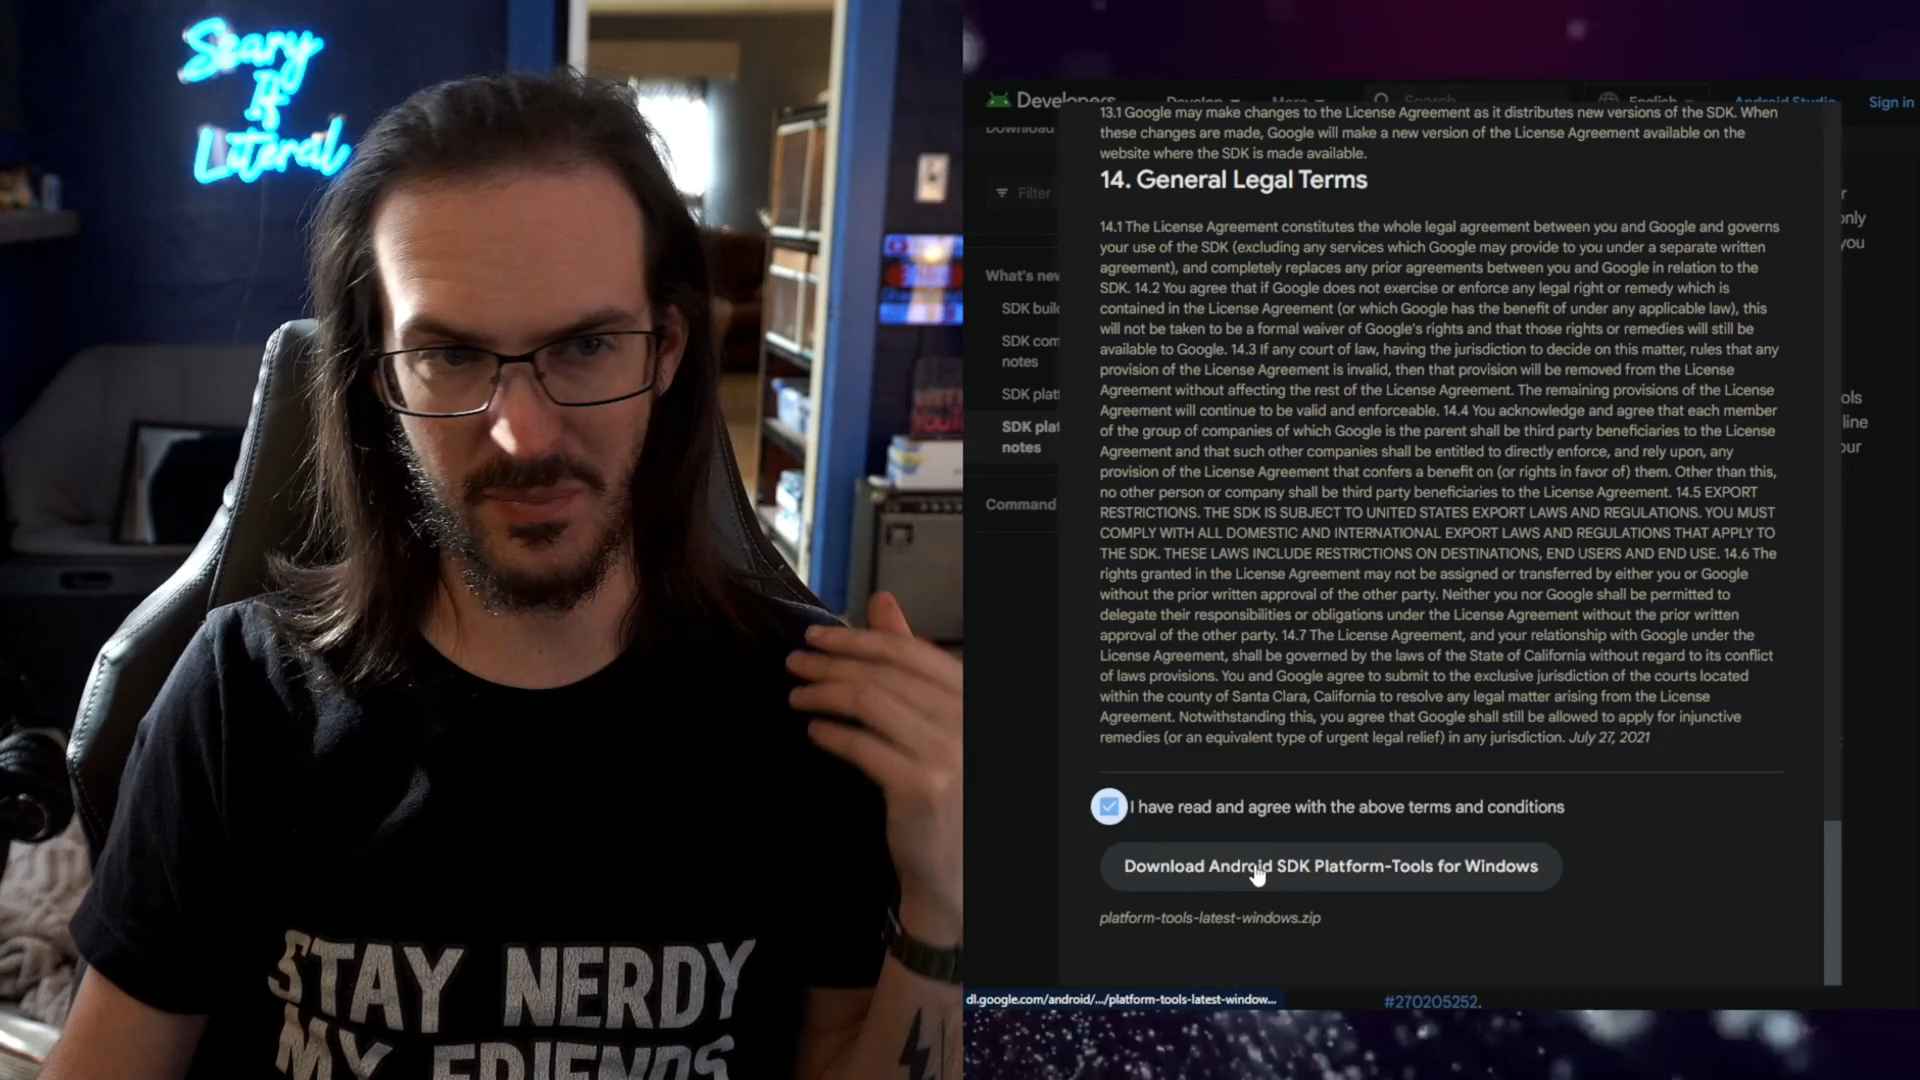 Scary
If
Literal
STAY NERDY
MY FRIENDS
Developers
Develop
More
Search
English
Android Studio
Sign in
Download
Filter
What's new
SDK build
SDK com
notes
SDK plat
SDK plat
notes
Command
only
you
ols
line
our
13.1 Google may make changes to the License Agreement as it distributes new versions of the SDK. When
these changes are made, Google will make a new version of the License Agreement available on the
website where the SDK is made available.
14. General Legal Terms
14.1 The License Agreement constitutes the whole legal agreement between you and Google and governs
your use of the SDK (excluding any services which Google may provide to you under a separate written
agreement), and completely replaces any prior agreements between you and Google in relation to the
SDK. 14.2 You agree that if Google does not exercise or enforce any legal right or remedy which is
contained in the License Agreement (or which Google has the benefit of under any applicable law), this
will not be taken to be a formal waiver of Google's rights and that those rights or remedies will still be
available to Google. 14.3 If any court of law, having the jurisdiction to decide on this matter, rules that any
provision of the License Agreement is invalid, then that provision will be removed from the License
Agreement without affecting the rest of the License Agreement. The remaining provisions of the License
Agreement will continue to be valid and enforceable. 14.4 You acknowledge and agree that each member
of the group of companies of which Google is the parent shall be third party beneficiaries to the License
Agreement and that such other companies shall be entitled to directly enforce, and rely upon, any
provision of the License Agreement that confers a benefit on (or rights in favor of) them. Other than this,
no other person or company shall be third party beneficiaries to the License Agreement. 14.5 EXPORT
RESTRICTIONS. THE SDK IS SUBJECT TO UNITED STATES EXPORT LAWS AND REGULATIONS. YOU MUST
COMPLY WITH ALL DOMESTIC AND INTERNATIONAL EXPORT LAWS AND REGULATIONS THAT APPLY TO
THE SDK. THESE LAWS INCLUDE RESTRICTIONS ON DESTINATIONS, END USERS AND END USE. 14.6 The
rights granted in the License Agreement may not be assigned or transferred by either you or Google
without the prior written approval of the other party. Neither you nor Google shall be permitted to
delegate their responsibilities or obligations under the License Agreement without the prior written
approval of the other party. 14.7 The License Agreement, and your relationship with Google under the
License Agreement, shall be governed by the laws of the State of California without regard to its conflict
of laws provisions. You and Google agree to submit to the exclusive jurisdiction of the courts located
within the county of Santa Clara, California to resolve any legal matter arising from the License
Agreement. Notwithstanding this, you agree that Google shall still be allowed to apply for injunctive
remedies (or an equivalent type of urgent legal relief) in any jurisdiction. July 27, 2021
I have read and agree with the above terms and conditions
Download Android SDK Platform-Tools for Windows
platform-tools-latest-windows.zip
dl.google.com/android/.../platform-tools-latest-window...
#270205252.